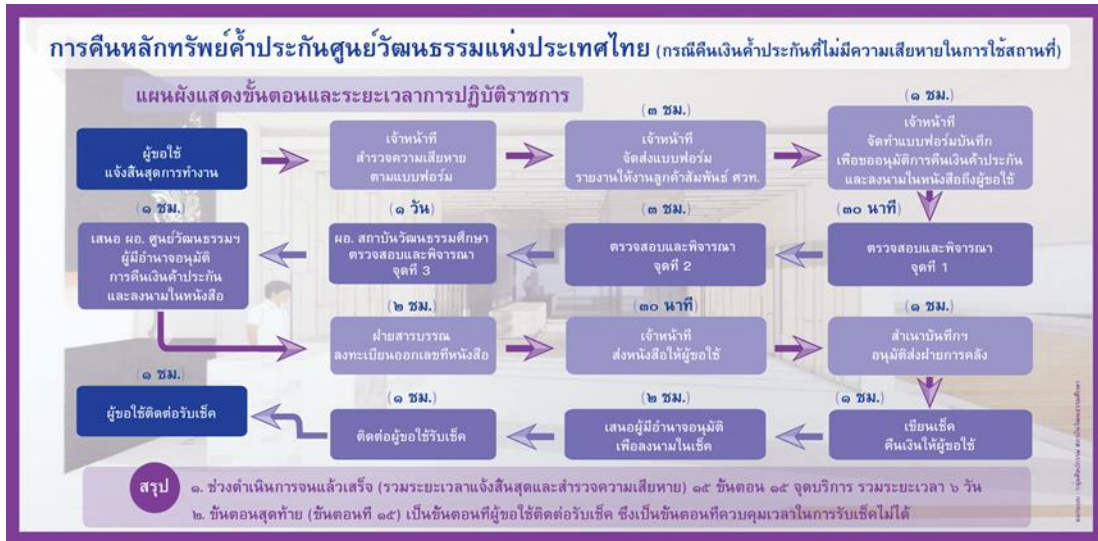 การคืนหลักทรัพย์ค้ำประกันศูนย์วัฒนธรรมแห่งประเทศไทย (กรณีคืนเงินค้ำประกันที่ไม่มีความเสียหายในการใช้สถานที่)
แผนผังแสดงขั้นตอนและระยะเวลาการปฏิบัติราชการ
ผู้ขอใช้
แจ้งสิ้นสุดการทำงาน
เจ้าหน้าที่
สำรวจความเสียหาย
ตามแบบฟอร์ม
(๓ ชม.)
เจ้าหน้าที่
จัดส่งแบบฟอร์ม
รายงานให้งานลูกค้าสัมพันธ์ ศวท.
(๑ ชม.)
เจ้าหน้าที่
จัดทำแบบฟอร์มบันทึก
เพื่อขออนุมัติการคืนเงินค้ำประกัน
และลงนามในหนังสือถึงผู้ขอใช้
(๓๐ นาที)
ตรวจสอบและพิจารณา
จุดที่ 1
(๓ ชม.)
ตรวจสอบและพิจารณา
จุดที่ 2
(๑ วัน)
ผอ. สถาบันวัฒนธรรมศึกษา
ตรวจสอบและพิจารณา
จุดที่ 3
(๑ ชม.)
เสนอ ผอ. ศูนย์วัฒนธรรมฯ
ผู้มีอำนาจอนุมัติ
การคืนเงินค้ำประกัน
และลงนามในหนังสือ
(๒ ชม.)
ฝ่ายสารบรรณ
ลงทะเบียนออกเลขที่หนังสือ
(๓๐ นาที)
เจ้าหน้าที่
ส่งหนังสือให้ผู้ขอใช้
(๑ ชม.)
สำเนาบันทึกฯ
อนุมัติส่งฝ่ายการคลัง
(๑ ชม.)
เขียนเช็ค
คืนเงินให้ผู้ขอใช้
(๒ ชม.)
เสนอผู้มีอำนาจอนุมัติ
เพื่อลงนามในเช็ค
(๑ ชม.)
ติดต่อผู้ขอใช้รับเช็ค
(๑ ชม.)
ผู้ขอใช้ติดต่อรับเช็ค
สรุป
๑. ช่วงดำเนินการจนแล้วเสร็จ (รวมระยะเวลาแจ้งสิ้นสุดและสำรวจความเสียหาย) ๑๕ ขั้นตอน ๑๕ จุดบริการ รวมระยะเวลา ๖ วัน
๒. ขั้นตอนสุดท้าย (ขั้นตอนที่ ๑๕) เป็นขั้นตอนที่ผู้ขอใช้ติดต่อรับเช็ค ซึ่งเป็นขั้นตอนที่ควบคุมเวลาในการรับเช็คไม่ได้